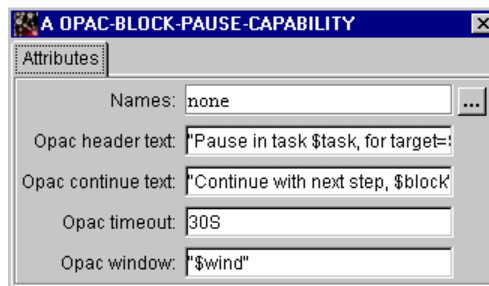 A OPAC-BLOCK-PAUSE-CAPABILITY
Attributes
Names: none ...
Opac header text: "Pause in task $task, for target=
Opac continue text: "Continue with next step, $block"
Opac timeout: 30S
Opac window: "$wind"